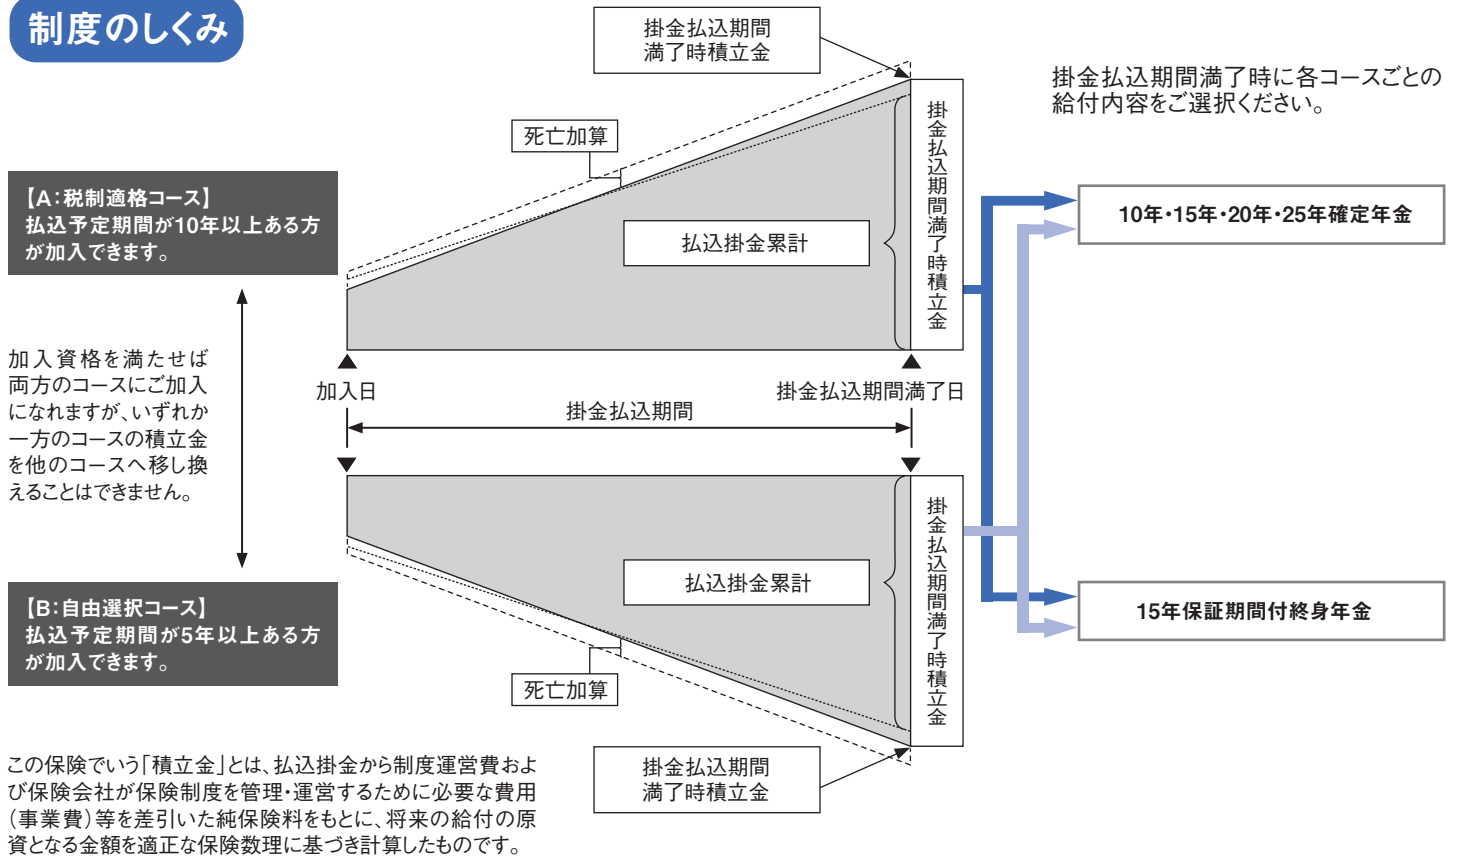 制度のしくみ
掛金払込期間
満了時積立金
掛金払込期間満了時に各コースごとの
給付内容をご選択ください。
死亡加算
掛金払込期間満了時積立金
【A：税制適格コース】
払込予定期間が10年以上ある方
が加入できます。
払込掛金累計
10年・15年・20年・25年確定年金
加入資格を満たせば
両方のコースにご加入
になれますが、いずれか
一方のコースの積立金
を他のコースへ移し換
えることはできません。
加入日
掛金払込期間満了日
掛金払込期間
掛金払込期間満了時積立金
払込掛金累計
【B：自由選択コース】
払込予定期間が5年以上ある方
が加入できます。
15年保証期間付終身年金
死亡加算
掛金払込期間
満了時積立金
この保険でいう「積立金」とは、払込掛金から制度運営費およ
び保険会社が保険制度を管理・運営するために必要な費用
（事業費）等を差引いた純保険料をもとに、将来の給付の原
資となる金額を適正な保険数理に基づき計算したものです。